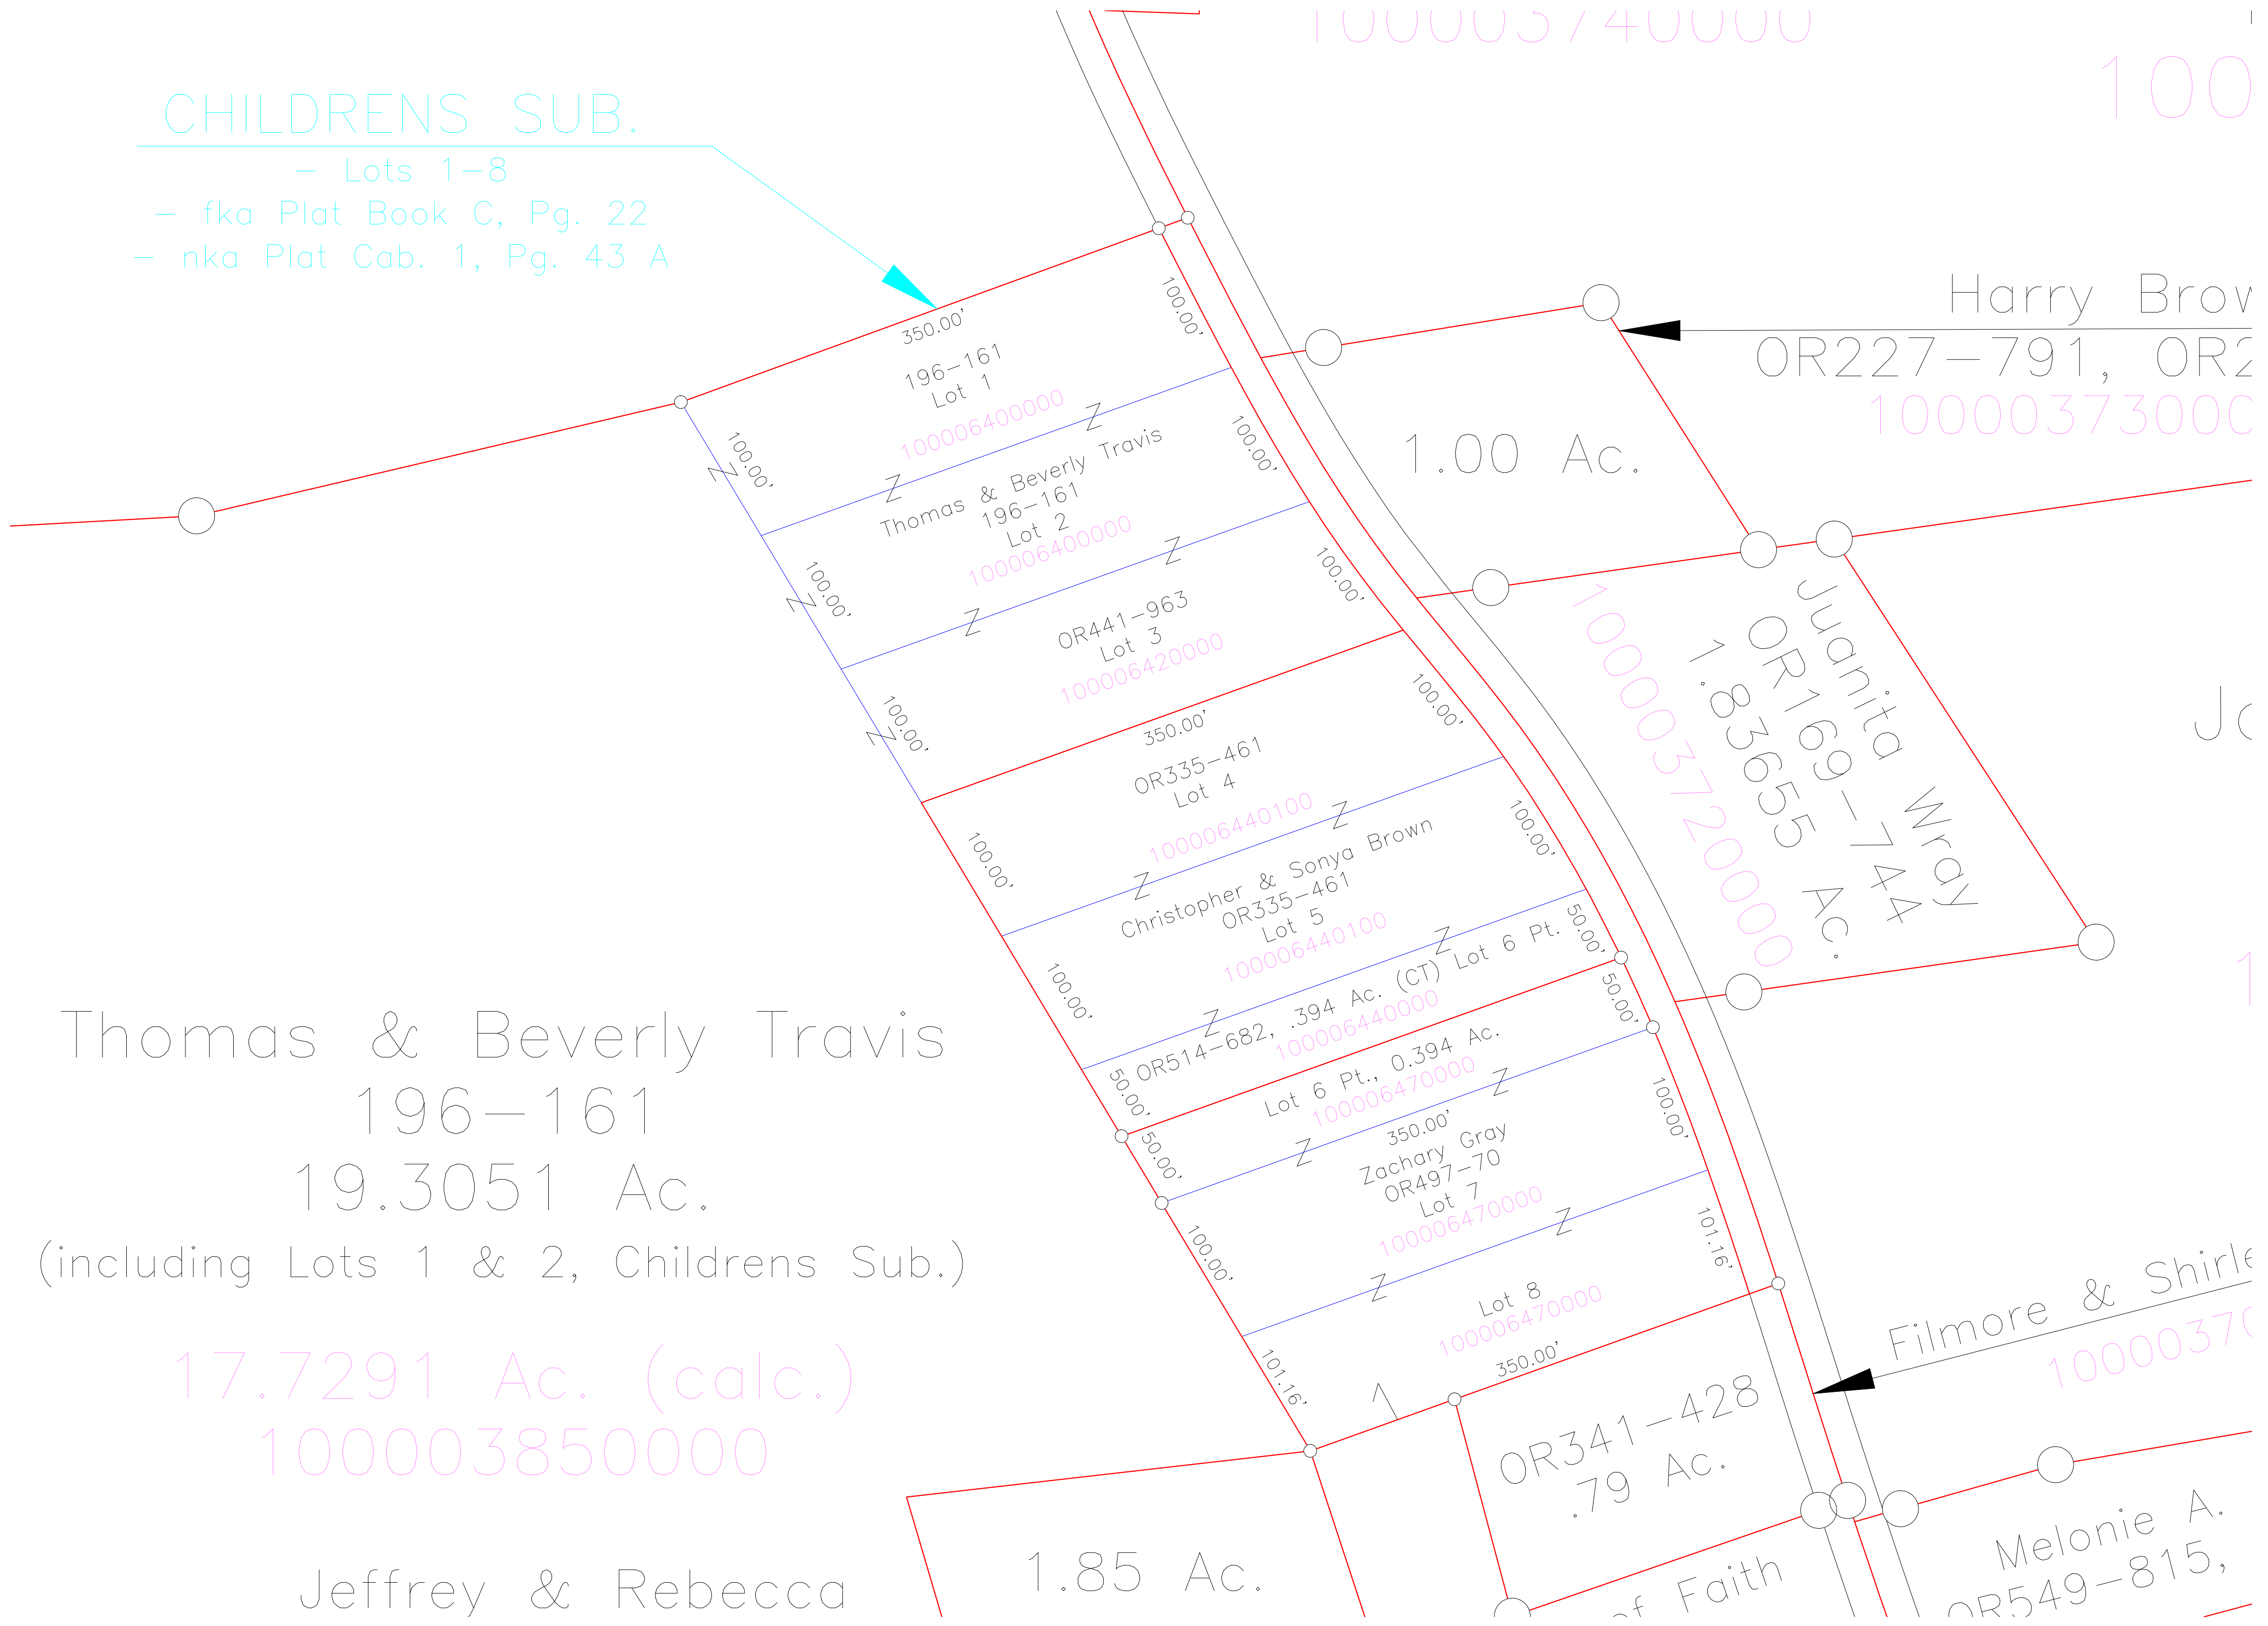 100003740000
CHILDRENS SUB.
- Lots 1-8
- fka Plat Book C, Pg. 22
- nka Plat Cab. 1, Pg. 43 A
350.00'
100.00'
196-161
Lot 1
100006400000
100.00'
Z
Z
Z
100.00'
Thomas & Beverly Travis
196-161
Lot 2
100006400000
100.00'
Z
Z
Z
100.00'
OR441-963
Lot 3
100006420000
100.00'
Z
350.00'
100.00'
OR335-461
Lot 4
100006440100
100.00'
Z
Z
100.00'
Christopher & Sonya Brown
OR335-461
Lot 5
100006440100
100.00'
Z
Z
50.00'
OR514-682, .394 Ac. (CT) Lot 6 Pt.
100006440000
50.00'
50.00'
Lot 6 Pt., 0.394 Ac.
100006470000
50.00'
Z
Z
350.00'
100.00'
Zachary Gray
OR497-70
Lot 7
100006470000
100.00'
Z
Z
101.16'
Lot 8
100006470000
101.16'
350.00'
Harry
OR227-791,
1.00 Ac.
Juanita Wray
OR169-744
1.83655 Ac.
100003720000
Thomas & Beverly Travis
196-161
19.3051 Ac.
(including Lots 1 & 2, Childrens Sub.)
17.7291 Ac. (calc.)
100003850000
Filmore &
OR341-428
.79 Ac.
Jeffrey & Rebecca
1.85 Ac.
of Faith
Melonie A.
OR549-815,